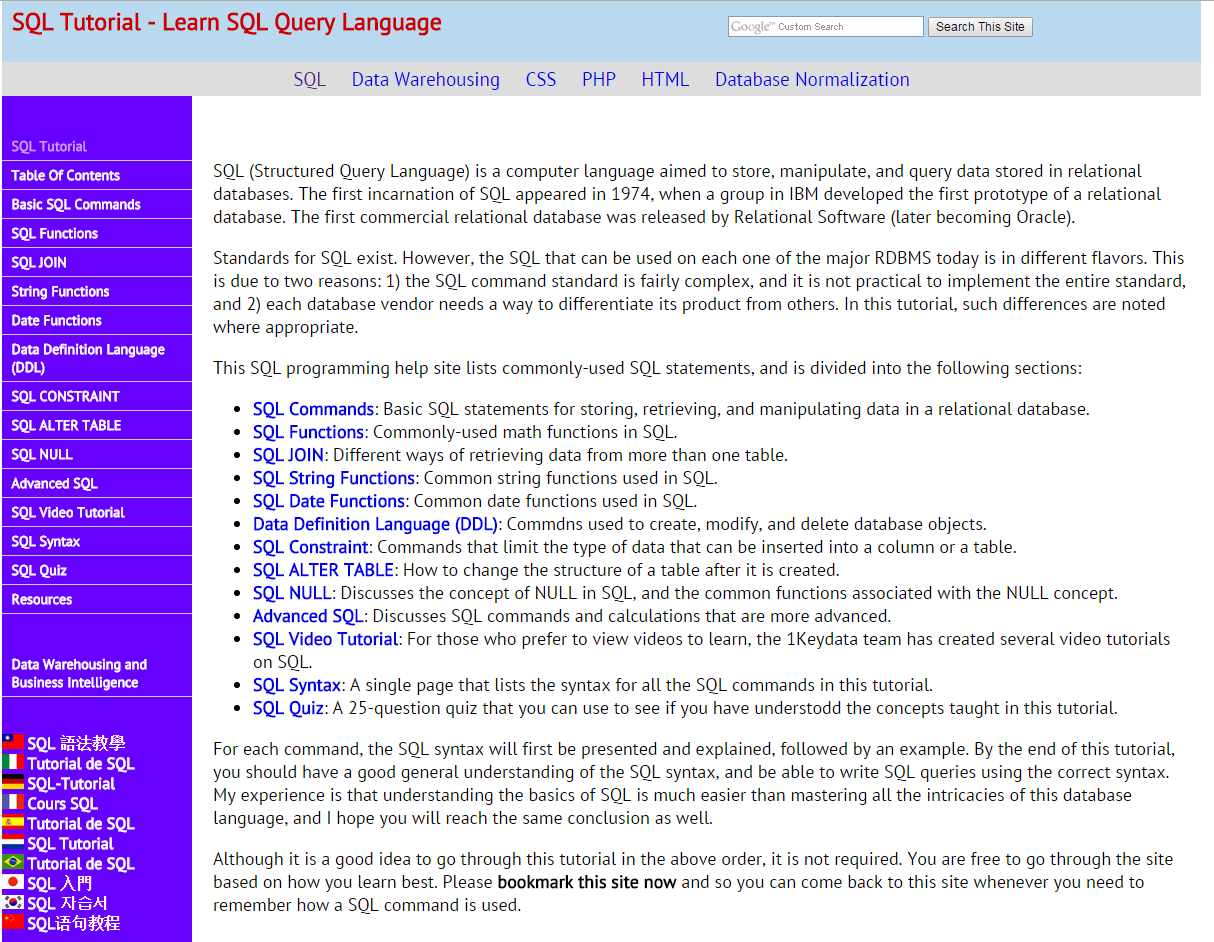 SQL Tutorial - Learn SQL Query Language
Google™ Custom Search
Search This Site
SQL Data Warehousing CSS PHP HTML Database Normalization
SQL Tutorial
Table Of Contents
Basic SQL Commands
SQL Functions
SQL JOIN
String Functions
Date Functions
Data Definition Language
(DDL)
SQL CONSTRAINT
SQL ALTER TABLE
SQL NULL
Advanced SQL
SQL Video Tutorial
SQL Syntax
SQL Quiz
Resources
Data Warehousing and
Business Intelligence
SQL 語法教學
Tutorial de SQL
SQL-Tutorial
Cours SQL
Tutorial de SQL
SQL Tutorial
Tutorial de SQL
SQL 入門
SQL 자습서
SQL语句教程
SQL (Structured Query Language) is a computer language aimed to store, manipulate, and query data stored in relational
databases. The first incarnation of SQL appeared in 1974, when a group in IBM developed the first prototype of a relational
database. The first commercial relational database was released by Relational Software (later becoming Oracle).
Standards for SQL exist. However, the SQL that can be used on each one of the major RDBMS today is in different flavors. This
is due to two reasons: 1) the SQL command standard is fairly complex, and it is not practical to implement the entire standard,
and 2) each database vendor needs a way to differentiate its product from others. In this tutorial, such differences are noted
where appropriate.
This SQL programming help site lists commonly-used SQL statements, and is divided into the following sections:
• SQL Commands: Basic SQL statements for storing, retrieving, and manipulating data in a relational database.
• SQL Functions: Commonly-used math functions in SQL.
• SQL JOIN: Different ways of retrieving data from more than one table.
• SQL String Functions: Common string functions used in SQL.
• SQL Date Functions: Common date functions used in SQL.
• Data Definition Language (DDL): Commdns used to create, modify, and delete database objects.
• SQL Constraint: Commands that limit the type of data that can be inserted into a column or a table.
• SQL ALTER TABLE: How to change the structure of a table after it is created.
• SQL NULL: Discusses the concept of NULL in SQL, and the common functions associated with the NULL concept.
• Advanced SQL: Discusses SQL commands and calculations that are more advanced.
• SQL Video Tutorial: For those who prefer to view videos to learn, the 1Keydata team has created several video tutorials
on SQL.
• SQL Syntax: A single page that lists the syntax for all the SQL commands in this tutorial.
• SQL Quiz: A 25-question quiz that you can use to see if you have understodd the concepts taught in this tutorial.
For each command, the SQL syntax will first be presented and explained, followed by an example. By the end of this tutorial,
you should have a good general understanding of the SQL syntax, and be able to write SQL queries using the correct syntax.
My experience is that understanding the basics of SQL is much easier than mastering all the intricacies of this database
language, and I hope you will reach the same conclusion as well.
Although it is a good idea to go through this tutorial in the above order, it is not required. You are free to go through the site
based on how you learn best. Please bookmark this site now and so you can come back to this site whenever you need to
remember how a SQL command is used.